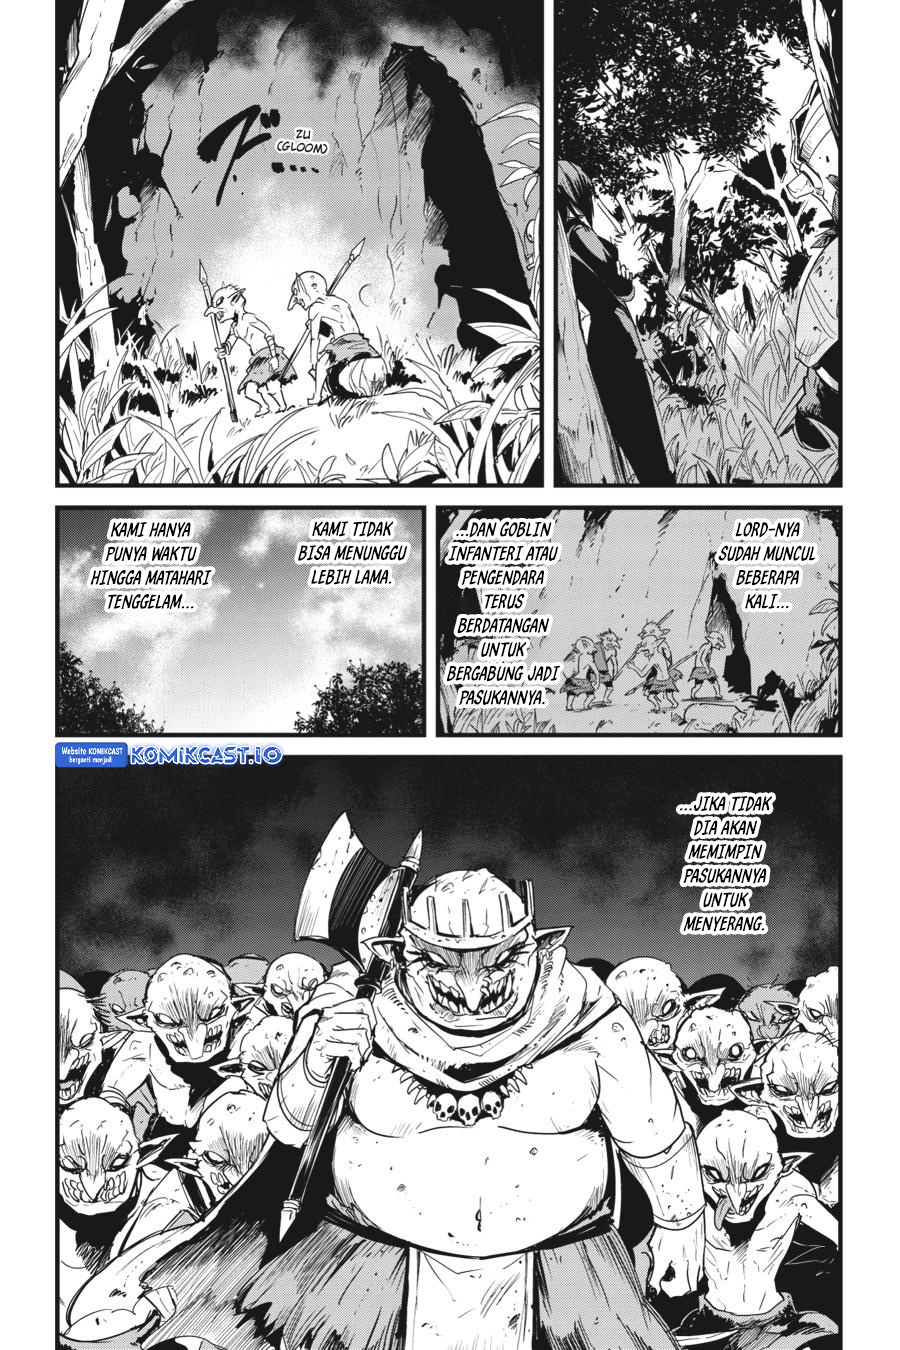 ズ
ZU
(GLOOM)
LORD-NYA
SUDAH MUNCUL
BEBERAPA
KALI...
...DAN GOBLIN
INFANTERI ATAU
PENGENDARA
TERUS
BERDATANGAN
UNTUK
BERGABUNG JADI
PASUKANNYA.
KAMI TIDAK
BISA MENUNGGU
LEBIH LAMA.
KAMI HANYA
PUNYA WAKTU
HINGGA MATAHARI
TENGGELAM...
Website KOMIKCAST
berganti menjadi
KOMIKCAST.IO
...JIKA TIDAK
DIA AKAN
MEMIMPIN
PASUKANNYA
UNTUK
MENYERANG.